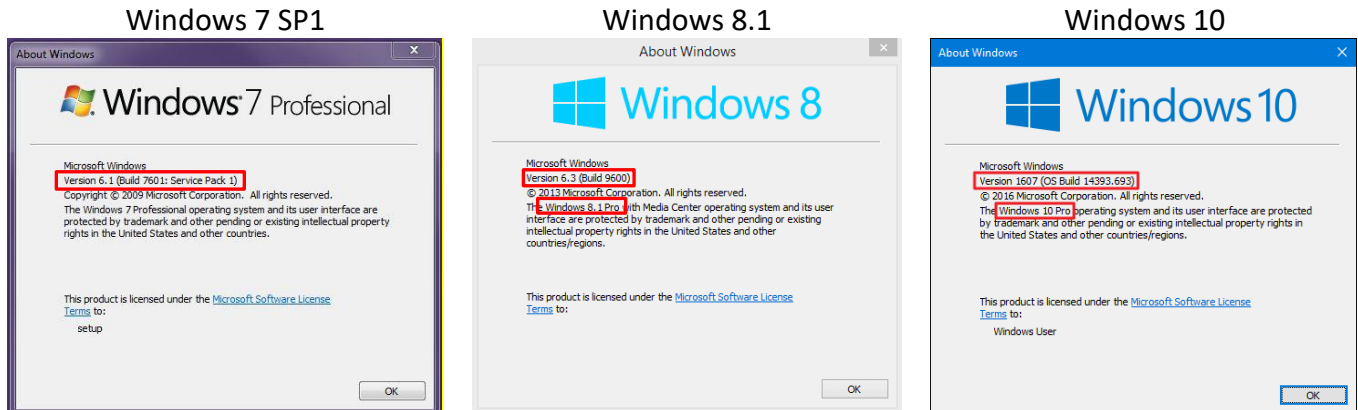 Windows 7 SP1
About Windows
x
Windows 7 Professional
Microsoft Windows
Version 6.1 (Build 7601: Service Pack 1)
Copyright © 2009 Microsoft Corporation. All rights reserved.
The Windows 7 Professional operating system and its user interface are
protected by trademark and other pending or existing intellectual property
rights in the United States and other countries.
This product is licensed under the Microsoft Software License
Terms to:
setup
OK
Windows 8.1
About Windows
×
Windows 8
Microsoft Windows
Version 6.3 (Build 9600)
© 2013 Microsoft Corporation. All rights reserved.
The Windows 8.1 Pro with Media Center operating system and its user
interface are protected by trademark and other pending or existing
intellectual property rights in the United States and other
countries/regions.
This product is licensed under the Microsoft Software License
Terms to:
OK
Windows 10
About Windows
×
Windows 10
Microsoft Windows
Version 1607 (OS Build 14393.693)
© 2016 Microsoft Corporation. All rights reserved.
The Windows 10 Pro operating system and its user interface are protected
by trademark and other pending or existing intellectual property rights in
the United States and other countries/regions.
This product is licensed under the Microsoft Software License
Terms to:
Windows User
OK